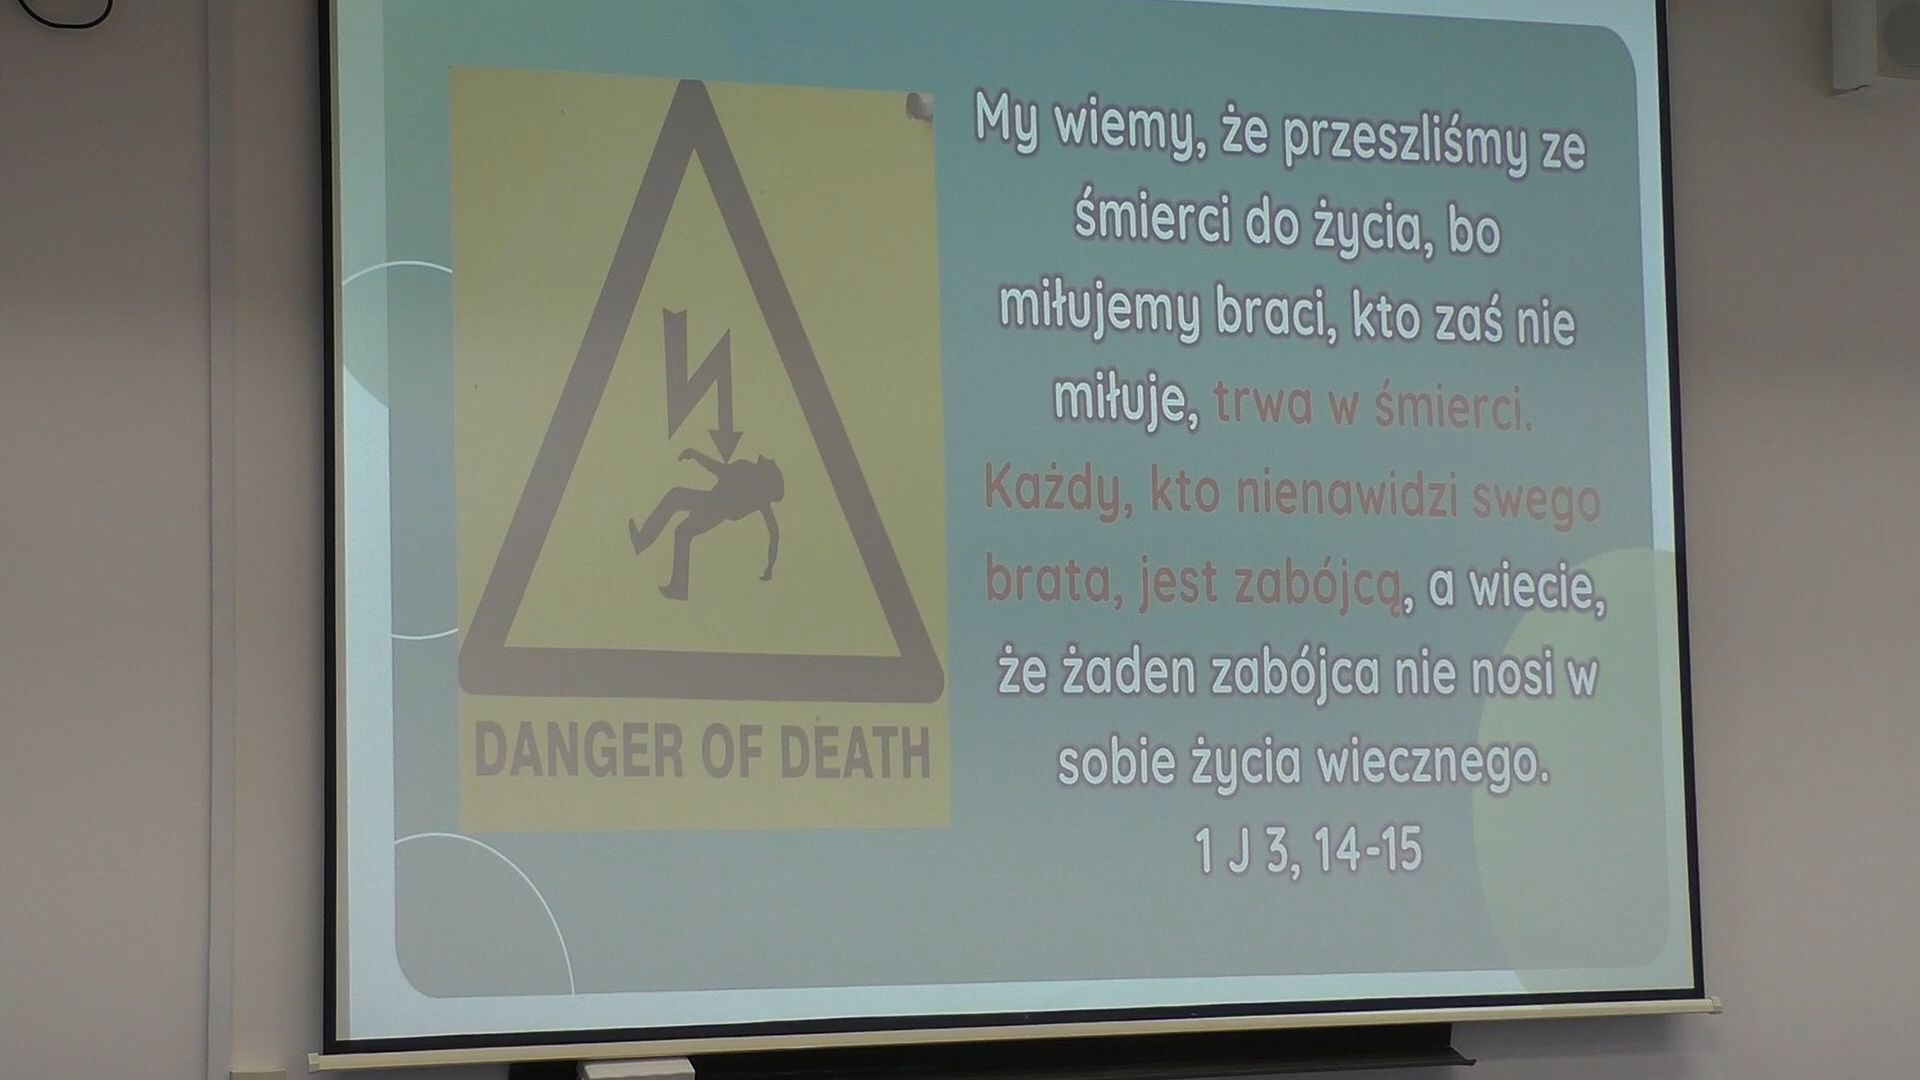 DANGER OF DEATH
My wiemy, że przeszliśmy ze
śmierci do życia, bo
miłujemy braci, kto zaś nie
miłuje, trwa w śmierci.
Każdy, kto nienawidzi swego
brata, jest zabójcą, a wiecie,
że żaden zabójca nie nosi w
sobie życia wiecznego.
1 J 3, 14-15